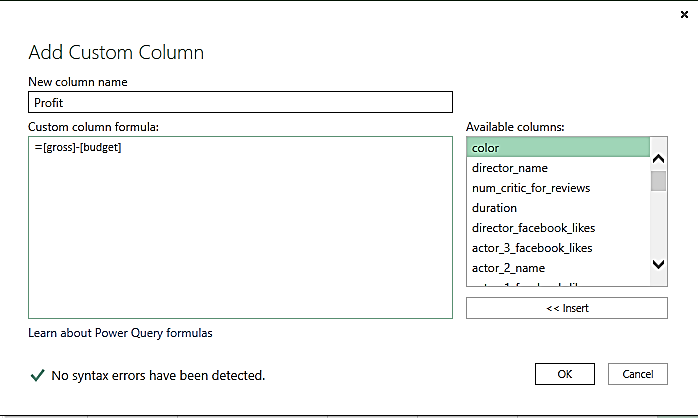 Add Custom Column
New column name
Profit
Custom column formula:
=[gross]-[budget]
Available columns:
color
director_name
num_critic_for_reviews
duration
director_facebook_likes
actor_3_facebook_likes
actor_2_name
<< Insert
Learn about Power Query formulas
No syntax errors have been detected.
OK
Cancel